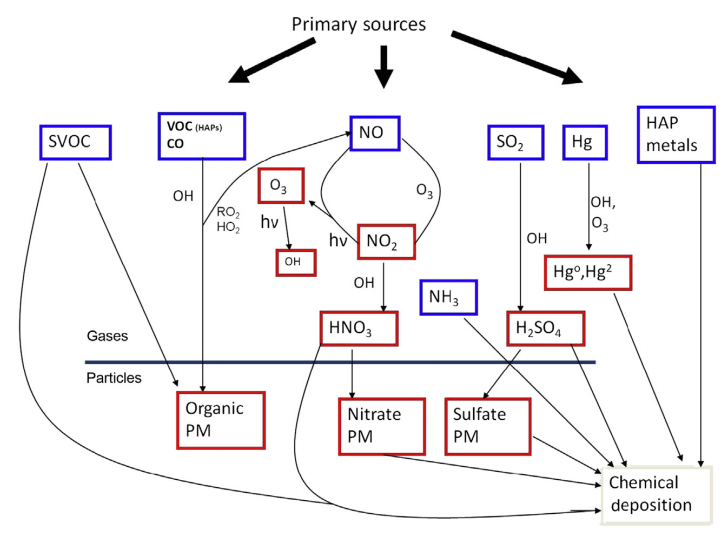 Primary sources
SVOC
VOC (HAPs)
CO
NO
SO₂
Hg
HAP
metals
OH
RO₂
HO₂
O₃
O₃
OH,
O₃
hν
hν
NO₂
OH
OH
OH
Hg⁰,Hg²
NH₃
HNO₃
H₂SO₄
Gases
Particles
Organic
PM
Nitrate
PM
Sulfate
PM
Chemical
deposition